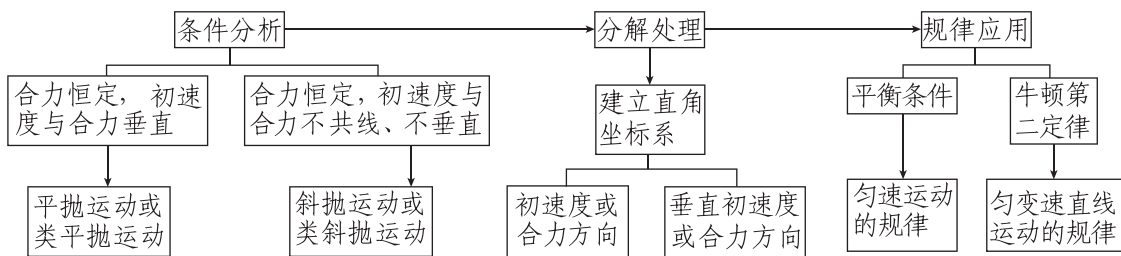 条件分析
分解处理
规律应用
合力恒定，初速
度与合力垂直
合力恒定，初速度与
合力不共线、不垂直
建立直角
坐标系
平衡条件
牛顿第
二定律
平抛运动或
类平抛运动
斜抛运动或
类斜抛运动
初速度或
合力方向
垂直初速度
或合力方向
匀速运动
的规律
匀变速直线
运动的规律